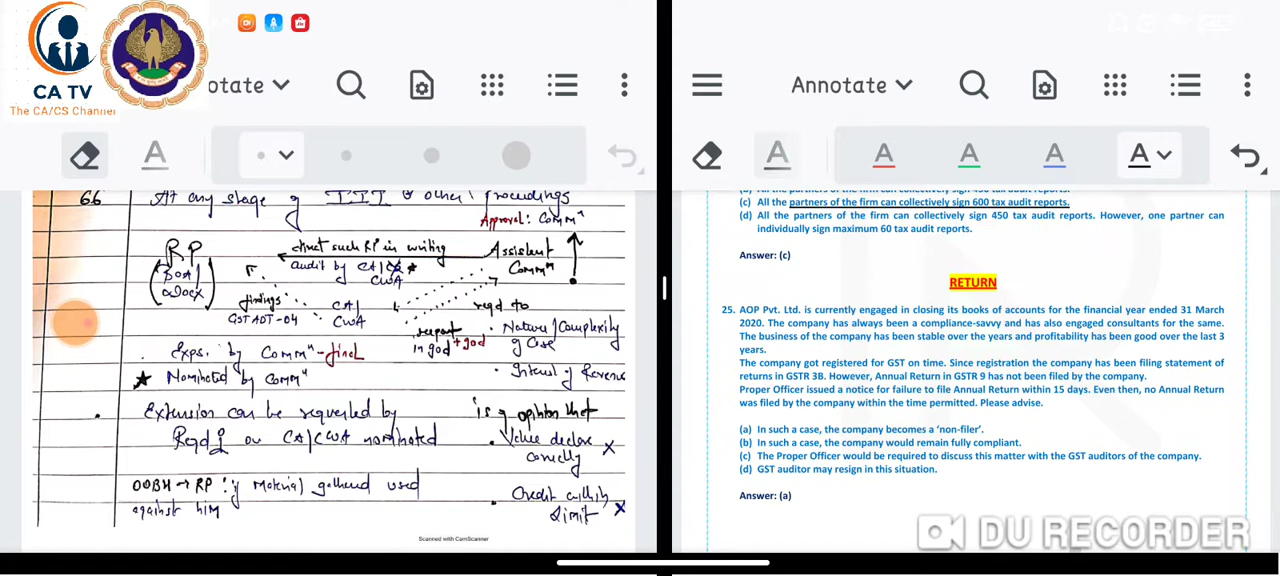 CA TV
The CA/CS Channel
otate
Annotate
66 At any stage of I I I & other Proceedings
Approval: Commr
RP direct such RP in writing Assistent
audit by CA/ CWA Commr
(BOA/
Docx)
findings CA/ reqd to
GST ADT-04 CWA
report in god + god Nature/Complexity
of Case
Exps. by Commr - final
Interest of Revenue
★ Nominated by Commr
Extension can be requested by is of opinion that
Regd or CA/CWA nominated Value declare
correctly X
OOBH → RP if Material gathered used
against him
Credit
Limit X
Scanned with CamScanner
(c) All the partners of the firm can collectively sign 600 tax audit reports.
(d) All the partners of the firm can collectively sign 450 tax audit reports. However, one partner can
individually sign maximum 60 tax audit reports.
Answer: (c)
RETURN
25. AOP Pvt. Ltd. is currently engaged in closing its books of accounts for the financial year ended 31 March
2020. The company has always been a compliance-savvy and has also engaged consultants for the same.
The business of the company has been stable over the years and profitability has been good over the last 3
years.
The company got registered for GST on time. Since registration the company has been filing statement of
returns in GSTR 3B. However, Annual Return in GSTR 9 has not been filed by the company.
Proper Officer issued a notice for failure to file Annual Return within 15 days. Even then, no Annual Return
was filed by the company within the time permitted. Please advise.
(a) In such a case, the company becomes a 'non-filer'.
(b) In such a case, the company would remain fully compliant.
(c) The Proper Officer would be required to discuss this matter with the GST auditors of the company.
(d) GST auditor may resign in this situation.
Answer: (a)
DU RECORDER